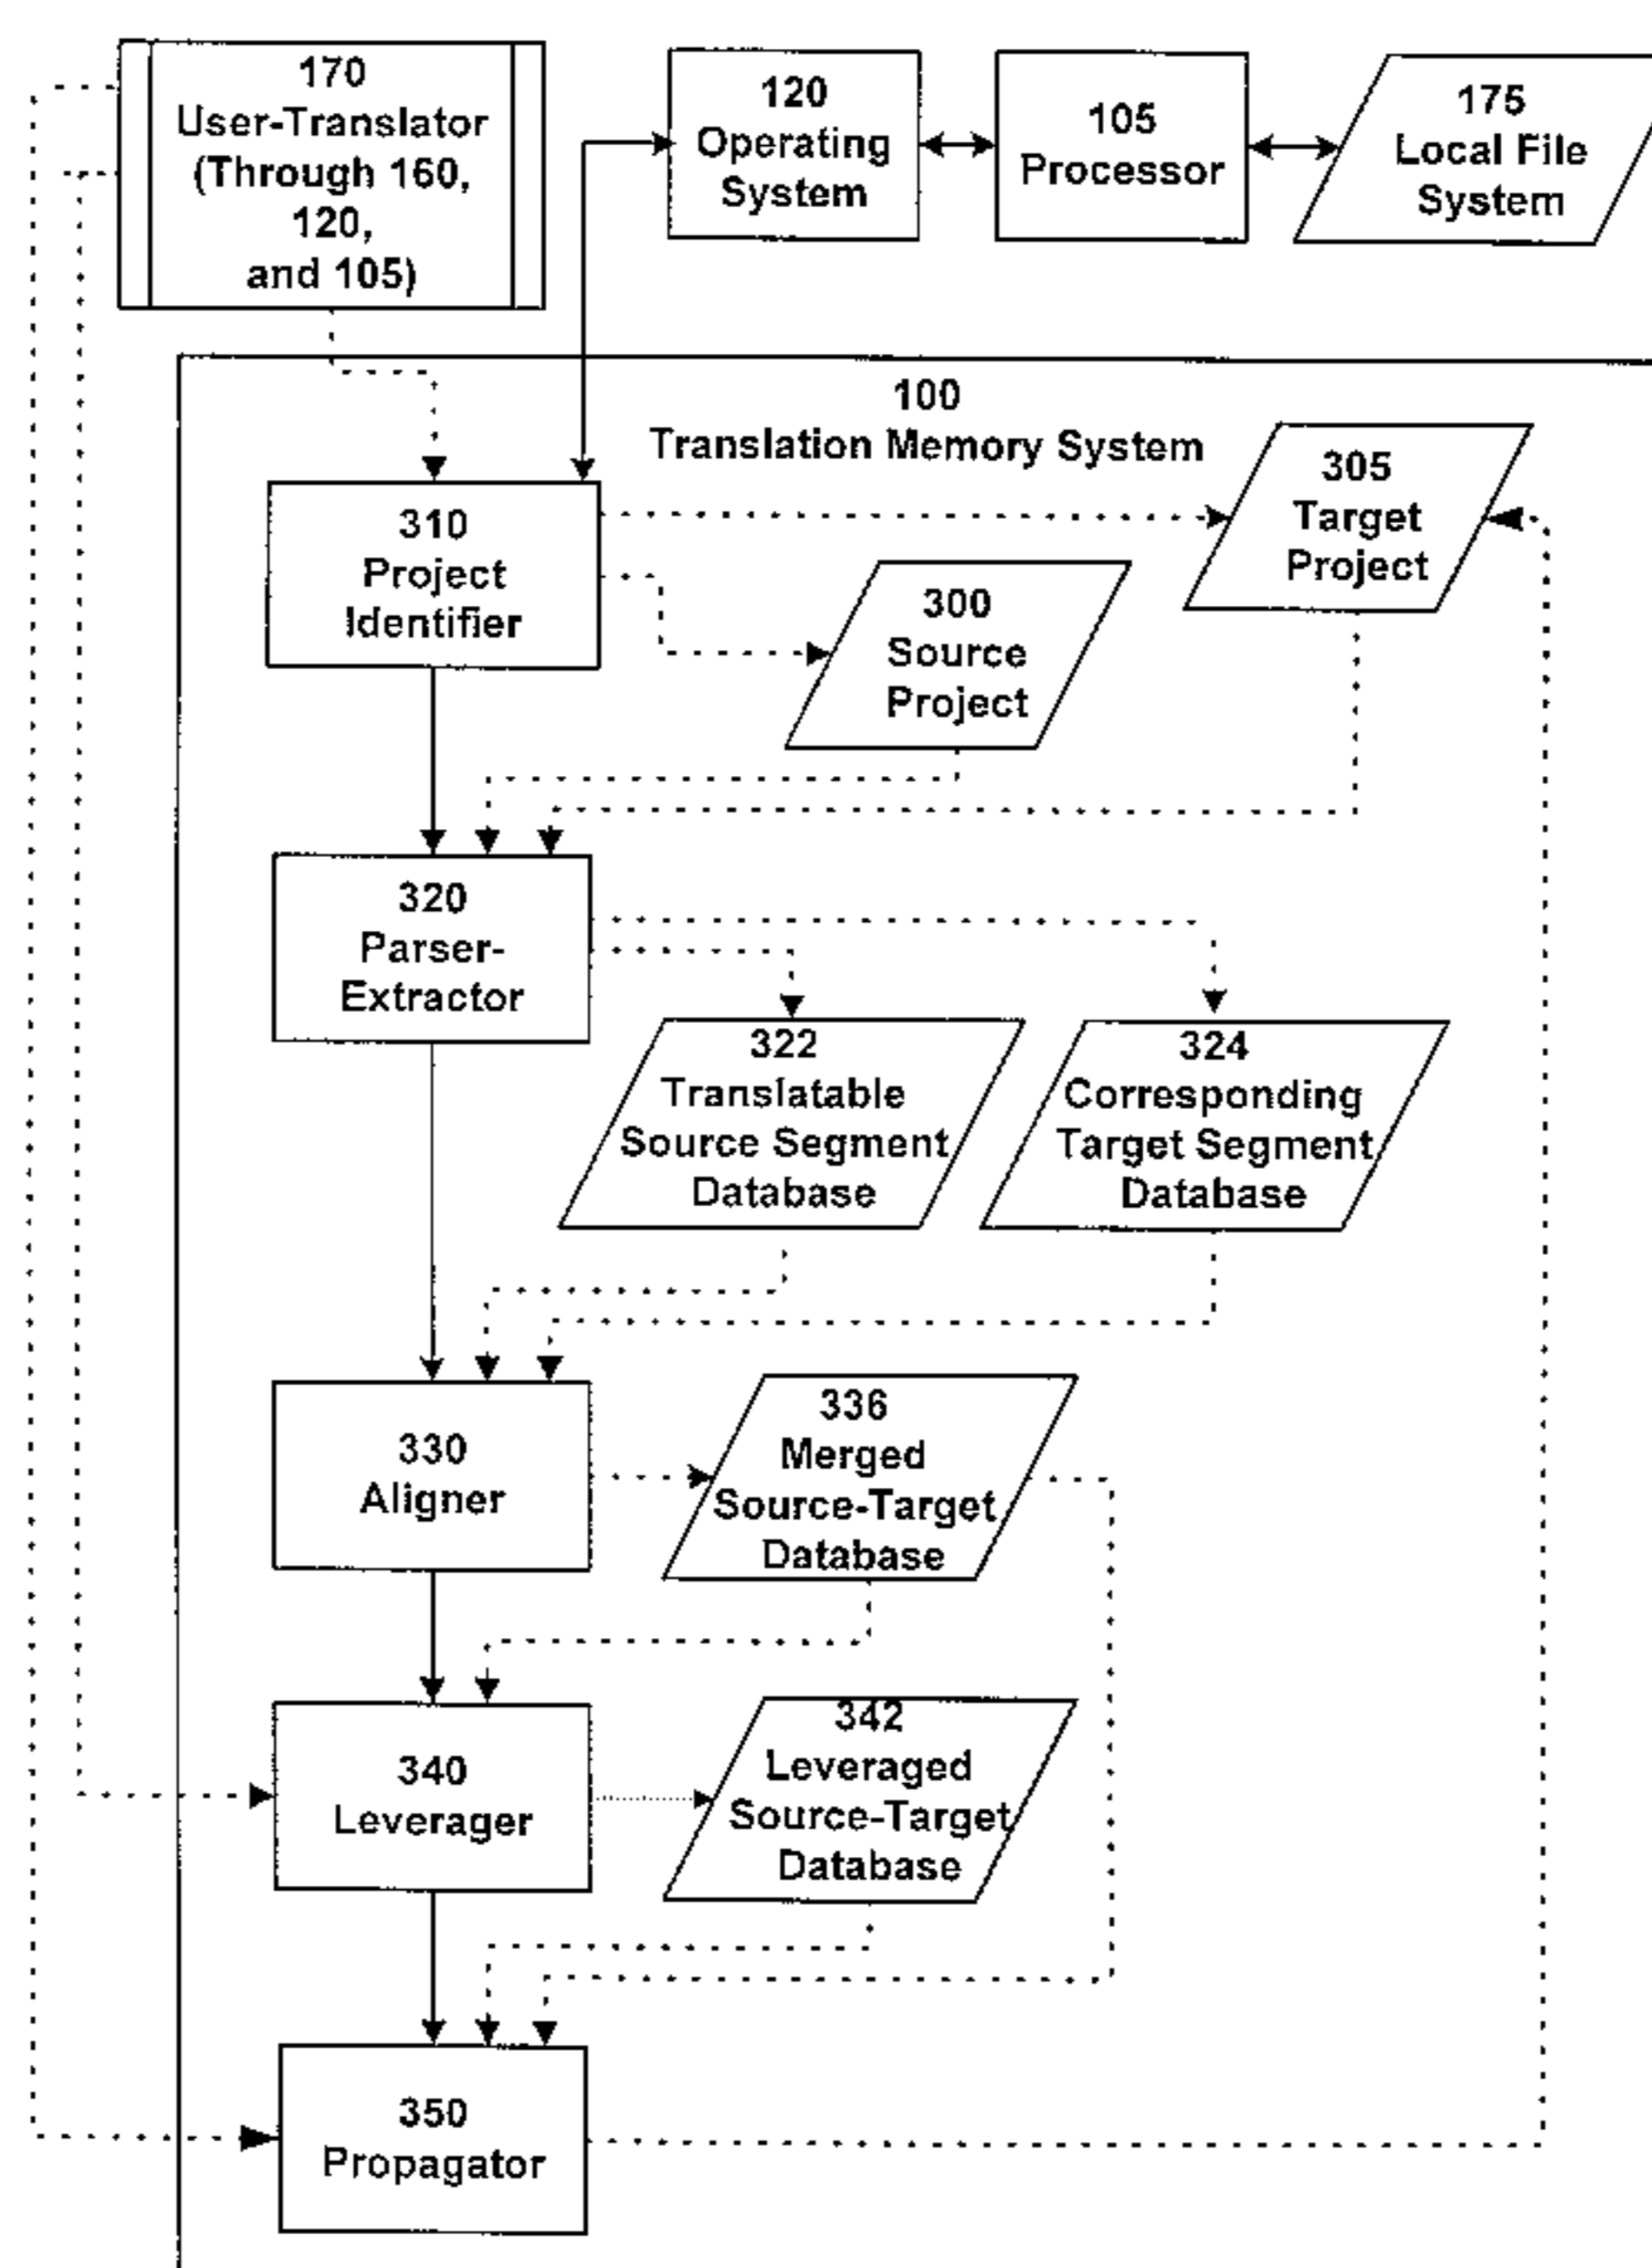 170
User-Translator
(Through 160,
120,
and 105)
120
Operating
System
105
Processor
175
Local File
System
100
Translation Memory System
310
Project
Identifier
305
Target
Project
300
Source
Project
320
Parser-
Extractor
322
Translatable
Source Segment
Database
324
Corresponding
Target Segment
Database
330
Aligner
336
Merged
Source-Target
Database
340
Leverager
342
Leveraged
Source-Target
Database
350
Propagator